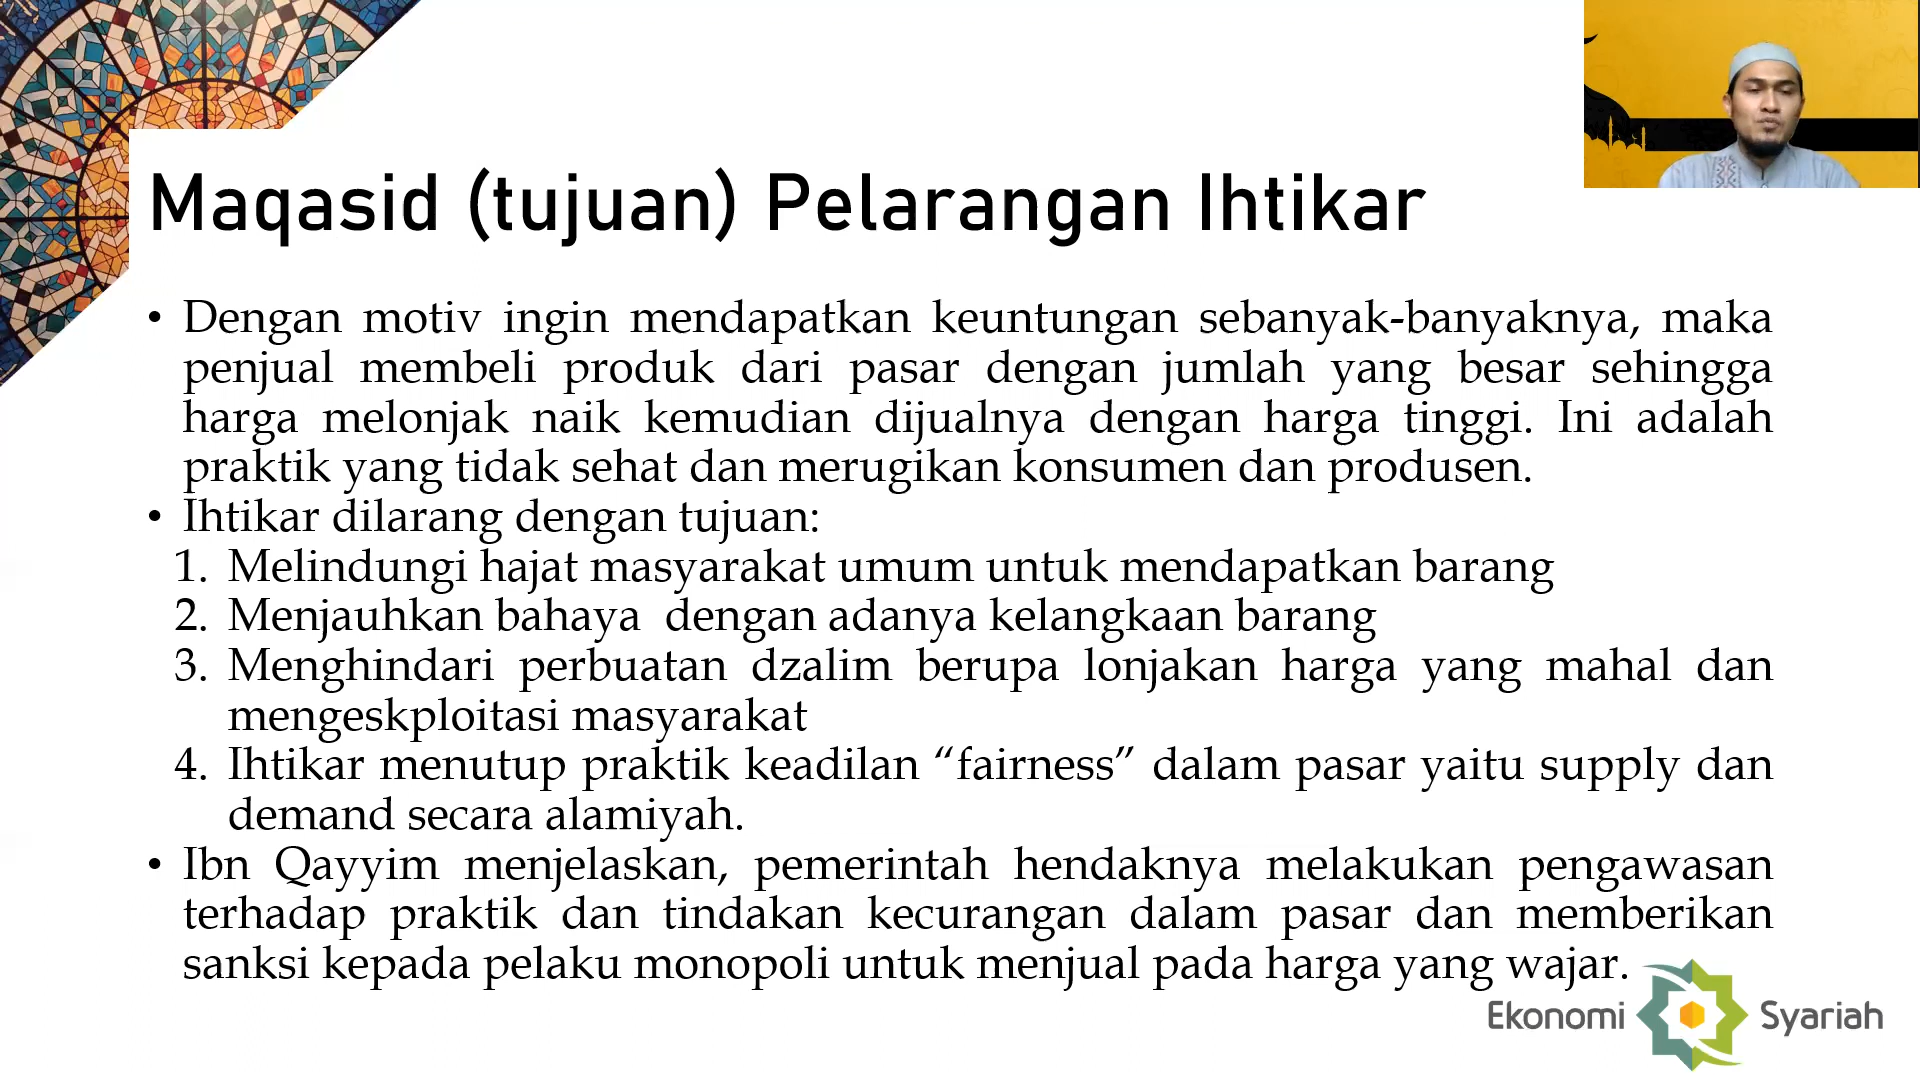 Maqasid (tujuan) Pelarangan Ihtikar
• Dengan motiv ingin mendapatkan keuntungan sebanyak-banyaknya, maka
penjual membeli produk dari pasar dengan jumlah yang besar sehingga
harga melonjak naik kemudian dijualnya dengan harga tinggi. Ini adalah
praktik yang tidak sehat dan merugikan konsumen dan produsen.
• Ihtikar dilarang dengan tujuan:
1. Melindungi hajat masyarakat umum untuk mendapatkan barang
2. Menjauhkan bahaya  dengan adanya kelangkaan barang
3. Menghindari perbuatan dzalim berupa lonjakan harga yang mahal dan
mengeskploitasi masyarakat
4. Ihtikar menutup praktik keadilan “fairness” dalam pasar yaitu supply dan
demand secara alamiyah.
• Ibn Qayyim menjelaskan, pemerintah hendaknya melakukan pengawasan
terhadap praktik dan tindakan kecurangan dalam pasar dan memberikan
sanksi kepada pelaku monopoli untuk menjual pada harga yang wajar.
Ekonomi Syariah